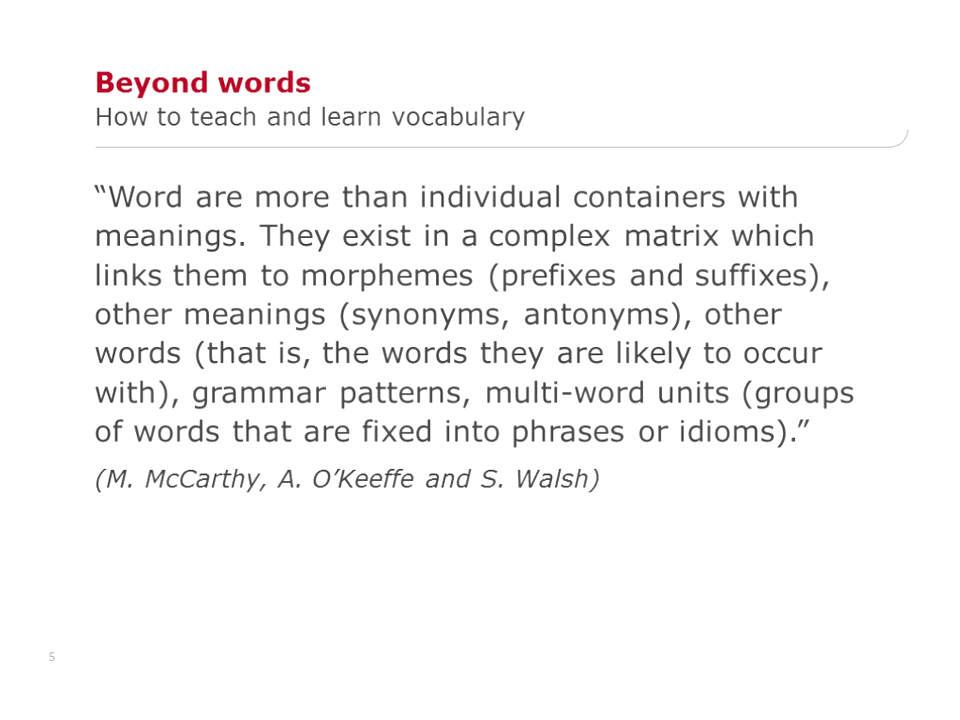 Beyond words
How to teach and learn vocabulary
“Word are more than individual containers with
meanings. They exist in a complex matrix which
links them to morphemes (prefixes and suffixes),
other meanings (synonyms, antonyms), other
words (that is, the words they are likely to occur
with), grammar patterns, multi-word units (groups
of words that are fixed into phrases or idioms).”
(M. McCarthy, A. O’Keeffe and S. Walsh)
5